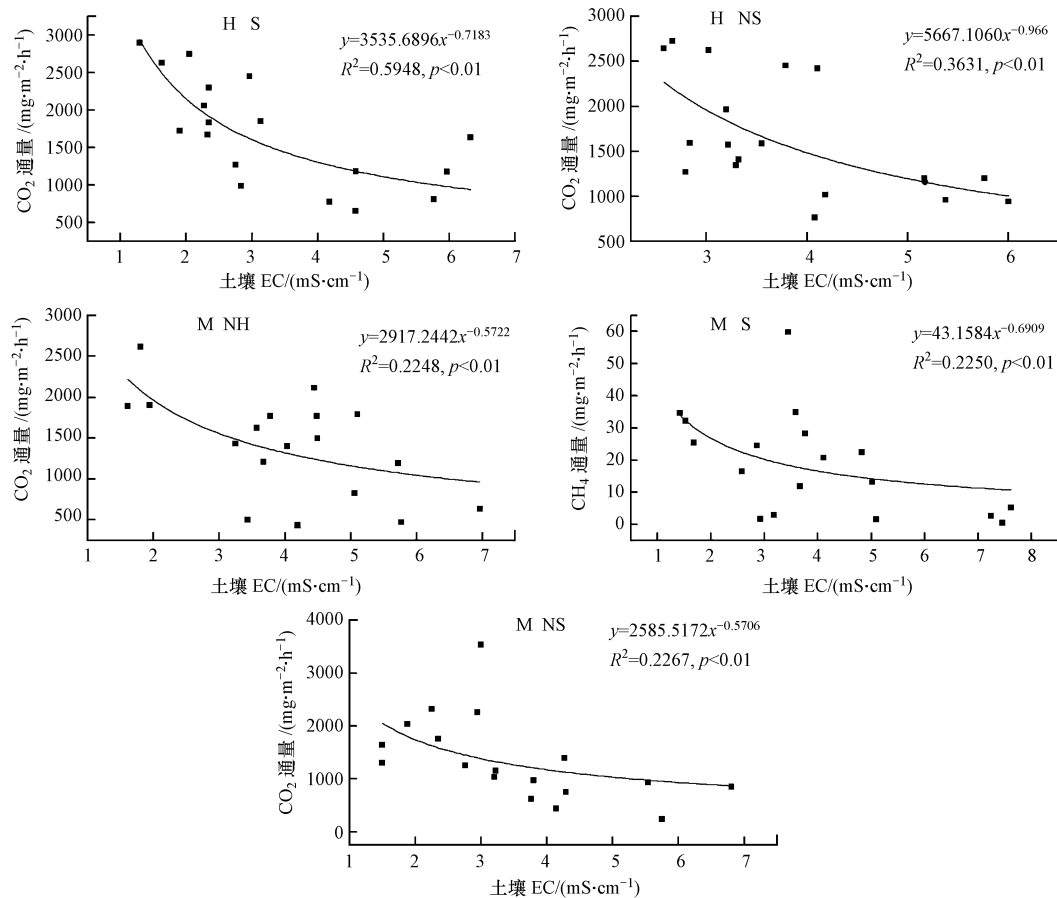 H S
y=3535.6896x⁻⁰·⁷¹⁸³
R²=0.5948, p<0.01
CO₂ 通量 /(mg·m⁻²·h⁻¹)
3000
2500
2000
1500
1000
500
1 2 3 4 5 6 7
土壤 EC/(mS·cm⁻¹)
H NS
y=5667.1060x⁻⁰·⁹⁶⁶
R²=0.3631, p<0.01
CO₂ 通量 /(mg·m⁻²·h⁻¹)
3000
2500
2000
1500
1000
500
3 4 5 6
土壤 EC/(mS·cm⁻¹)
M NH
y=2917.2442x⁻⁰·⁵⁷²²
R²=0.2248, p<0.01
CO₂ 通量 /(mg·m⁻²·h⁻¹)
3000
2500
2000
1500
1000
500
1 2 3 4 5 6 7
土壤 EC/(mS·cm⁻¹)
M S
y=43.1584x⁻⁰·⁶⁹⁰⁹
R²=0.2250, p<0.01
CH₄ 通量 /(mg·m⁻²·h⁻¹)
60
50
40
30
20
10
0
1 2 3 4 5 6 7 8
土壤 EC/(mS·cm⁻¹)
M NS
y=2585.5172x⁻⁰·⁵⁷⁰⁶
R²=0.2267, p<0.01
CO₂ 通量 /(mg·m⁻²·h⁻¹)
4000
3000
2000
1000
0
1 2 3 4 5 6 7
土壤 EC/(mS·cm⁻¹)